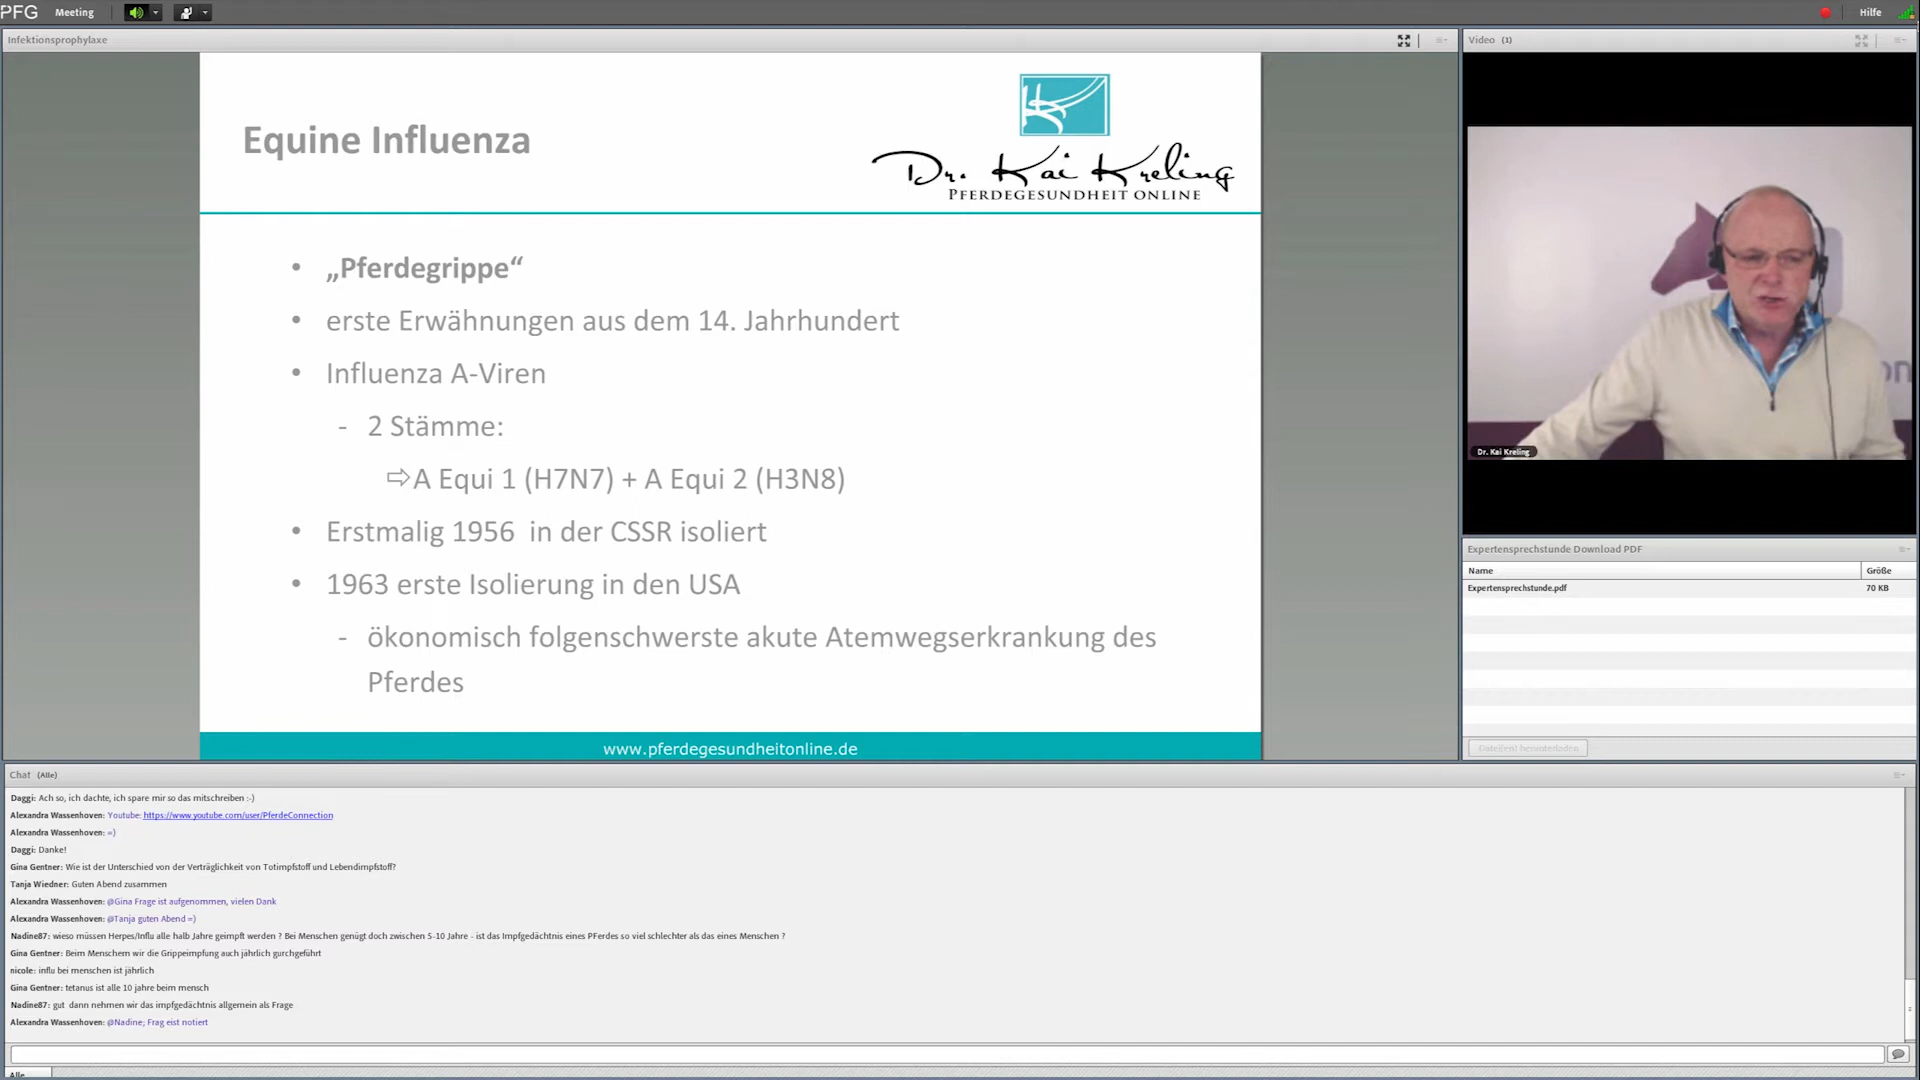 PFG Meeting Hilfe
Infektionsprophylaxe
Equine Influenza
Dr. Kai Kreling
PFERDEGESUNDHEIT ONLINE
• „Pferdegrippe“
• erste Erwähnungen aus dem 14. Jahrhundert
• Influenza A-Viren
- 2 Stämme:
⇨A Equi 1 (H7N7) + A Equi 2 (H3N8)
• Erstmalig 1956 in der CSSR isoliert
• 1963 erste Isolierung in den USA
- ökonomisch folgenschwerste akute Atemwegserkrankung des
Pferdes
www.pferdegesundheitonline.de
Video (1)
Dr. Kai Kreling
Expertensprechstunde Download PDF
Name Größe
Expertensprechstunde.pdf 70 KB
Datei(en) herunterladen
Chat (Alle)
Daggi: Ach so, ich dachte, ich spare mir so das mitschreiben :-)
Alexandra Wassenhoven: Youtube: https://www.youtube.com/user/PferdeConnection
Alexandra Wassenhoven: =)
Daggi: Danke!
Gina Gentner: Wie ist der Unterschied von der Verträglichkeit von Totimpfstoff und Lebendimpfstoff?
Tanja Wiedner: Guten Abend zusammen
Alexandra Wassenhoven: @Gina Frage ist aufgenommen, vielen Dank
Alexandra Wassenhoven: @Tanja guten Abend =)
Nadine87: wieso müssen Herpes/Influ alle halb Jahre geimpft werden ? Bei Menschen genügt doch zwischen 5-10 Jahre - ist das Impfgedächtnis eines PFerdes so viel schlechter als das eines Menschen ?
Gina Gentner: Beim Menschem wir die Grippeimpfung auch jährlich gurchgeführt
nicole: influ bei menschen ist jährlich
Gina Gentner: tetanus ist alle 10 jahre beim mensch
Nadine87: gut dann nehmen wir das impfgedächtnis allgemein als Frage
Alexandra Wassenhoven: @Nadine; Frag eist notiert
Alle